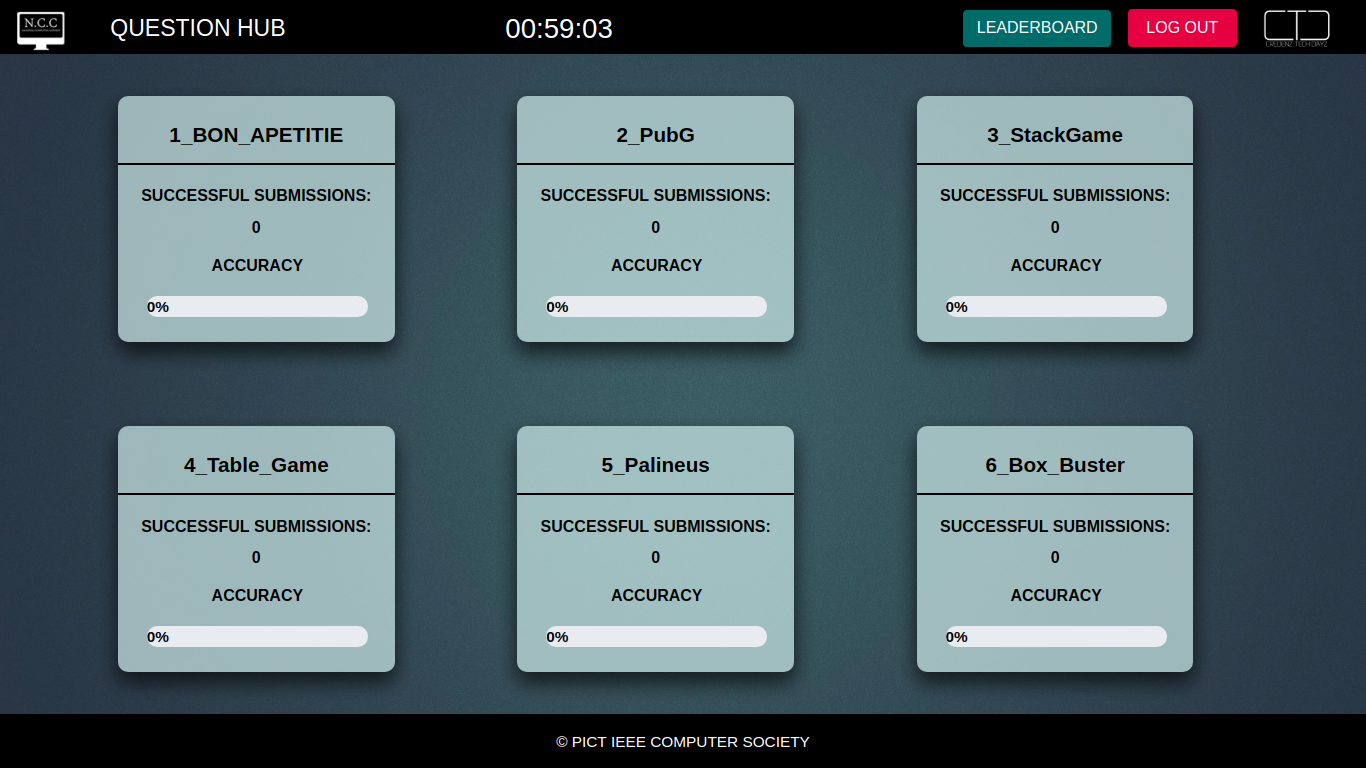 N.C.C
QUESTION HUB
00:59:03
LEADERBOARD
LOG OUT
CREDENZ TECH DAYZ
1_BON_APETITIE
SUCCESSFUL SUBMISSIONS:
0
ACCURACY
0%
2_PubG
SUCCESSFUL SUBMISSIONS:
0
ACCURACY
0%
3_StackGame
SUCCESSFUL SUBMISSIONS:
0
ACCURACY
0%
4_Table_Game
SUCCESSFUL SUBMISSIONS:
0
ACCURACY
0%
5_Palineus
SUCCESSFUL SUBMISSIONS:
0
ACCURACY
0%
6_Box_Buster
SUCCESSFUL SUBMISSIONS:
0
ACCURACY
0%
© PICT IEEE COMPUTER SOCIETY